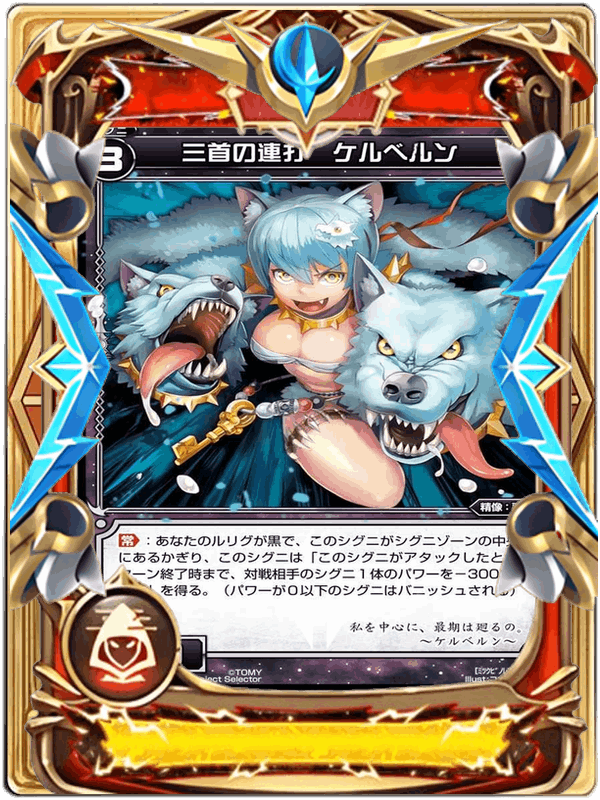 3
三首の連打 ケルベルン
精像:
常:あなたのルリグが黒で、このシグニがシグニゾーンの中央
にあるかぎり、このシグニは「このシグニがアタックしたと
ーン終了時まで、対戦相手のシグニ1体のパワーを-300
を得る。(パワーが0以下のシグニはバニッシュされる)
私を中心に、最期は廻るの。
~ケルベルン~
©TOMY
lect Selector
Illust: